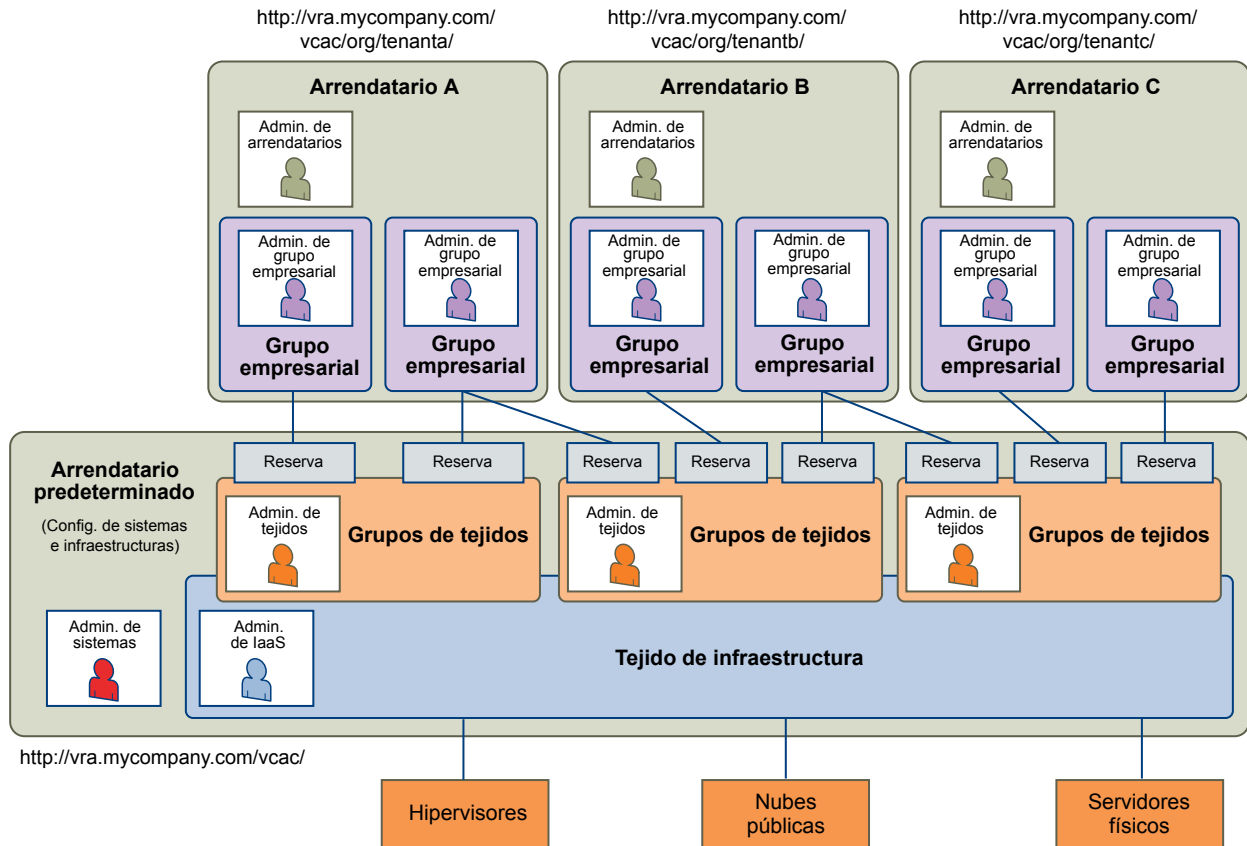 http://vra.mycompany.com/
vcac/org/tenanta/
http://vra.mycompany.com/
vcac/org/tenantb/
http://vra.mycompany.com/
vcac/org/tenantc/
Arrendatario A
Arrendatario B
Arrendatario C
Admin. de
arrendatarios
Admin. de
arrendatarios
Admin. de
arrendatarios
Admin. de
grupo
empresarial
Grupo
empresarial
Admin. de
grupo
empresarial
Grupo
empresarial
Admin. de
grupo
empresarial
Grupo
empresarial
Admin. de
grupo
empresarial
Grupo
empresarial
Admin. de
grupo
empresarial
Grupo
empresarial
Admin. de
grupo
empresarial
Grupo
empresarial
Arrendatario
predeterminado
(Config. de sistemas
e infraestructuras)
Reserva
Reserva
Reserva
Reserva
Reserva
Reserva
Reserva
Reserva
Admin. de
tejidos
Grupos de tejidos
Admin. de
tejidos
Grupos de tejidos
Admin. de
tejidos
Grupos de tejidos
Admin. de
sistemas
Admin.
de IaaS
Tejido de infraestructura
http://vra.mycompany.com/vcac/
Hipervisores
Nubes
públicas
Servidores
físicos